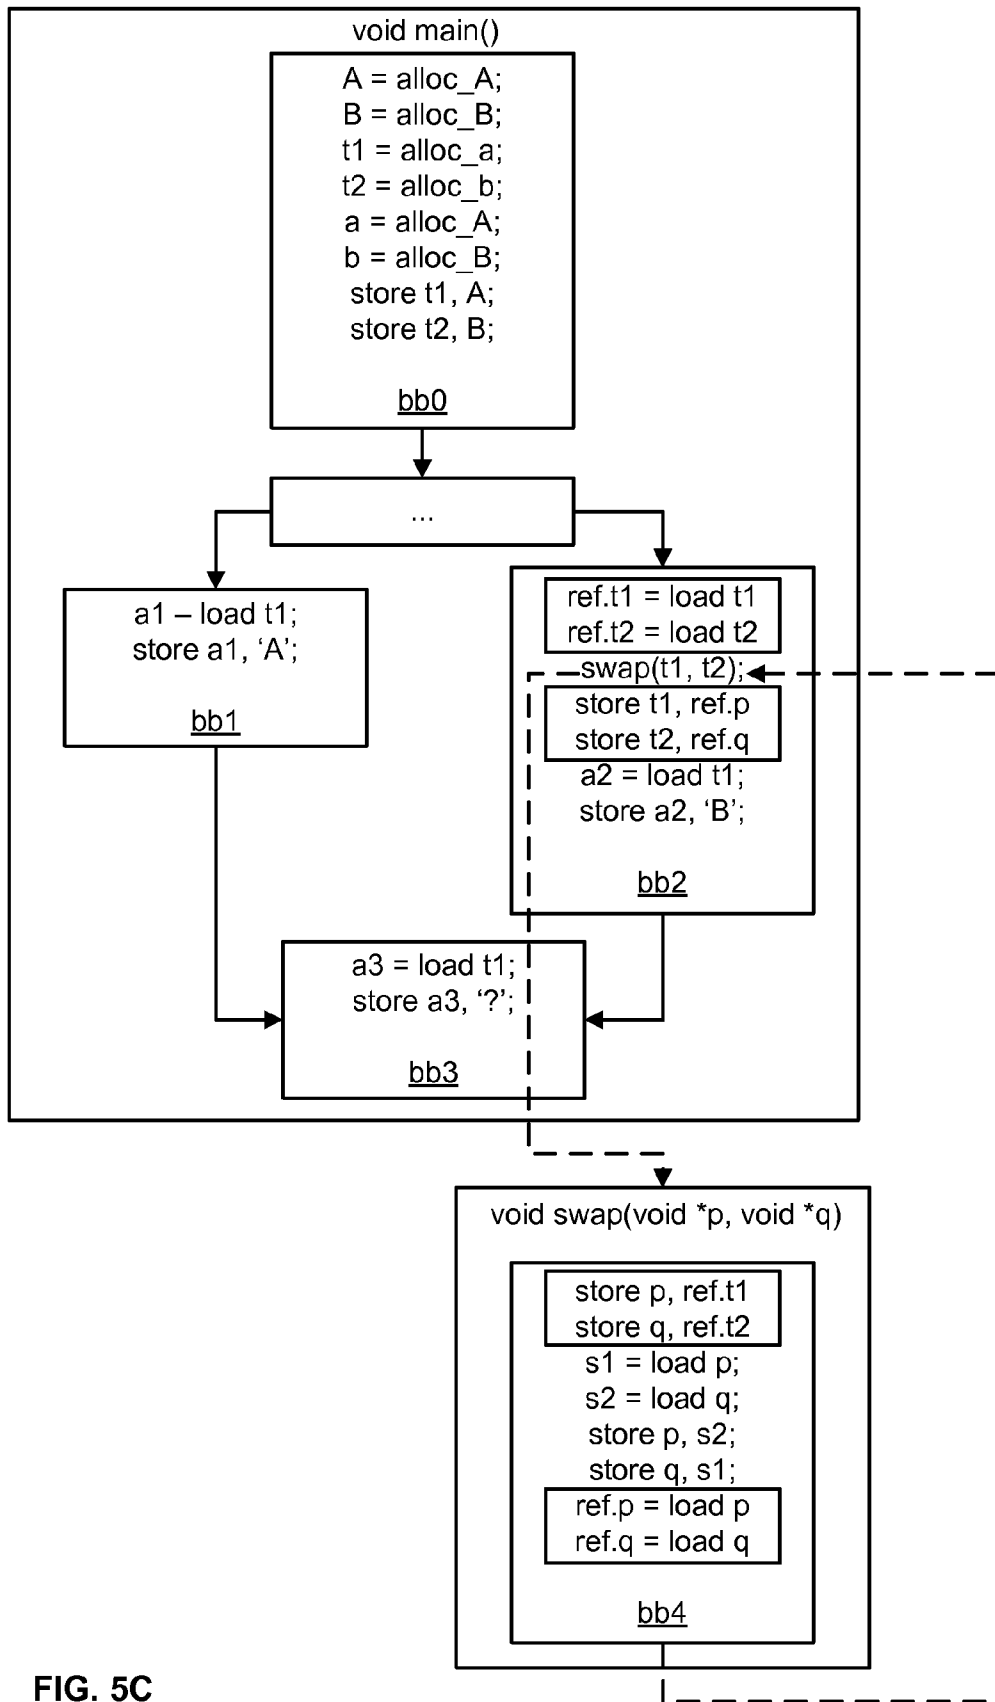 void main()
A = alloc_A;
B = alloc_B;
t1 = alloc_a;
t2 = alloc_b;
a = alloc_A;
b = alloc_B;
store t1, A;
store t2, B;
bb0
...
a1 – load t1;
store a1, ‘A’;
bb1
ref.t1 = load t1
ref.t2 = load t2
swap(t1, t2);
store t1, ref.p
store t2, ref.q
a2 = load t1;
store a2, ‘B’;
bb2
a3 = load t1;
store a3, ‘?’;
bb3
void swap(void *p, void *q)
store p, ref.t1
store q, ref.t2
s1 = load p;
s2 = load q;
store p, s2;
store q, s1;
ref.p = load p
ref.q = load q
bb4
FIG. 5C